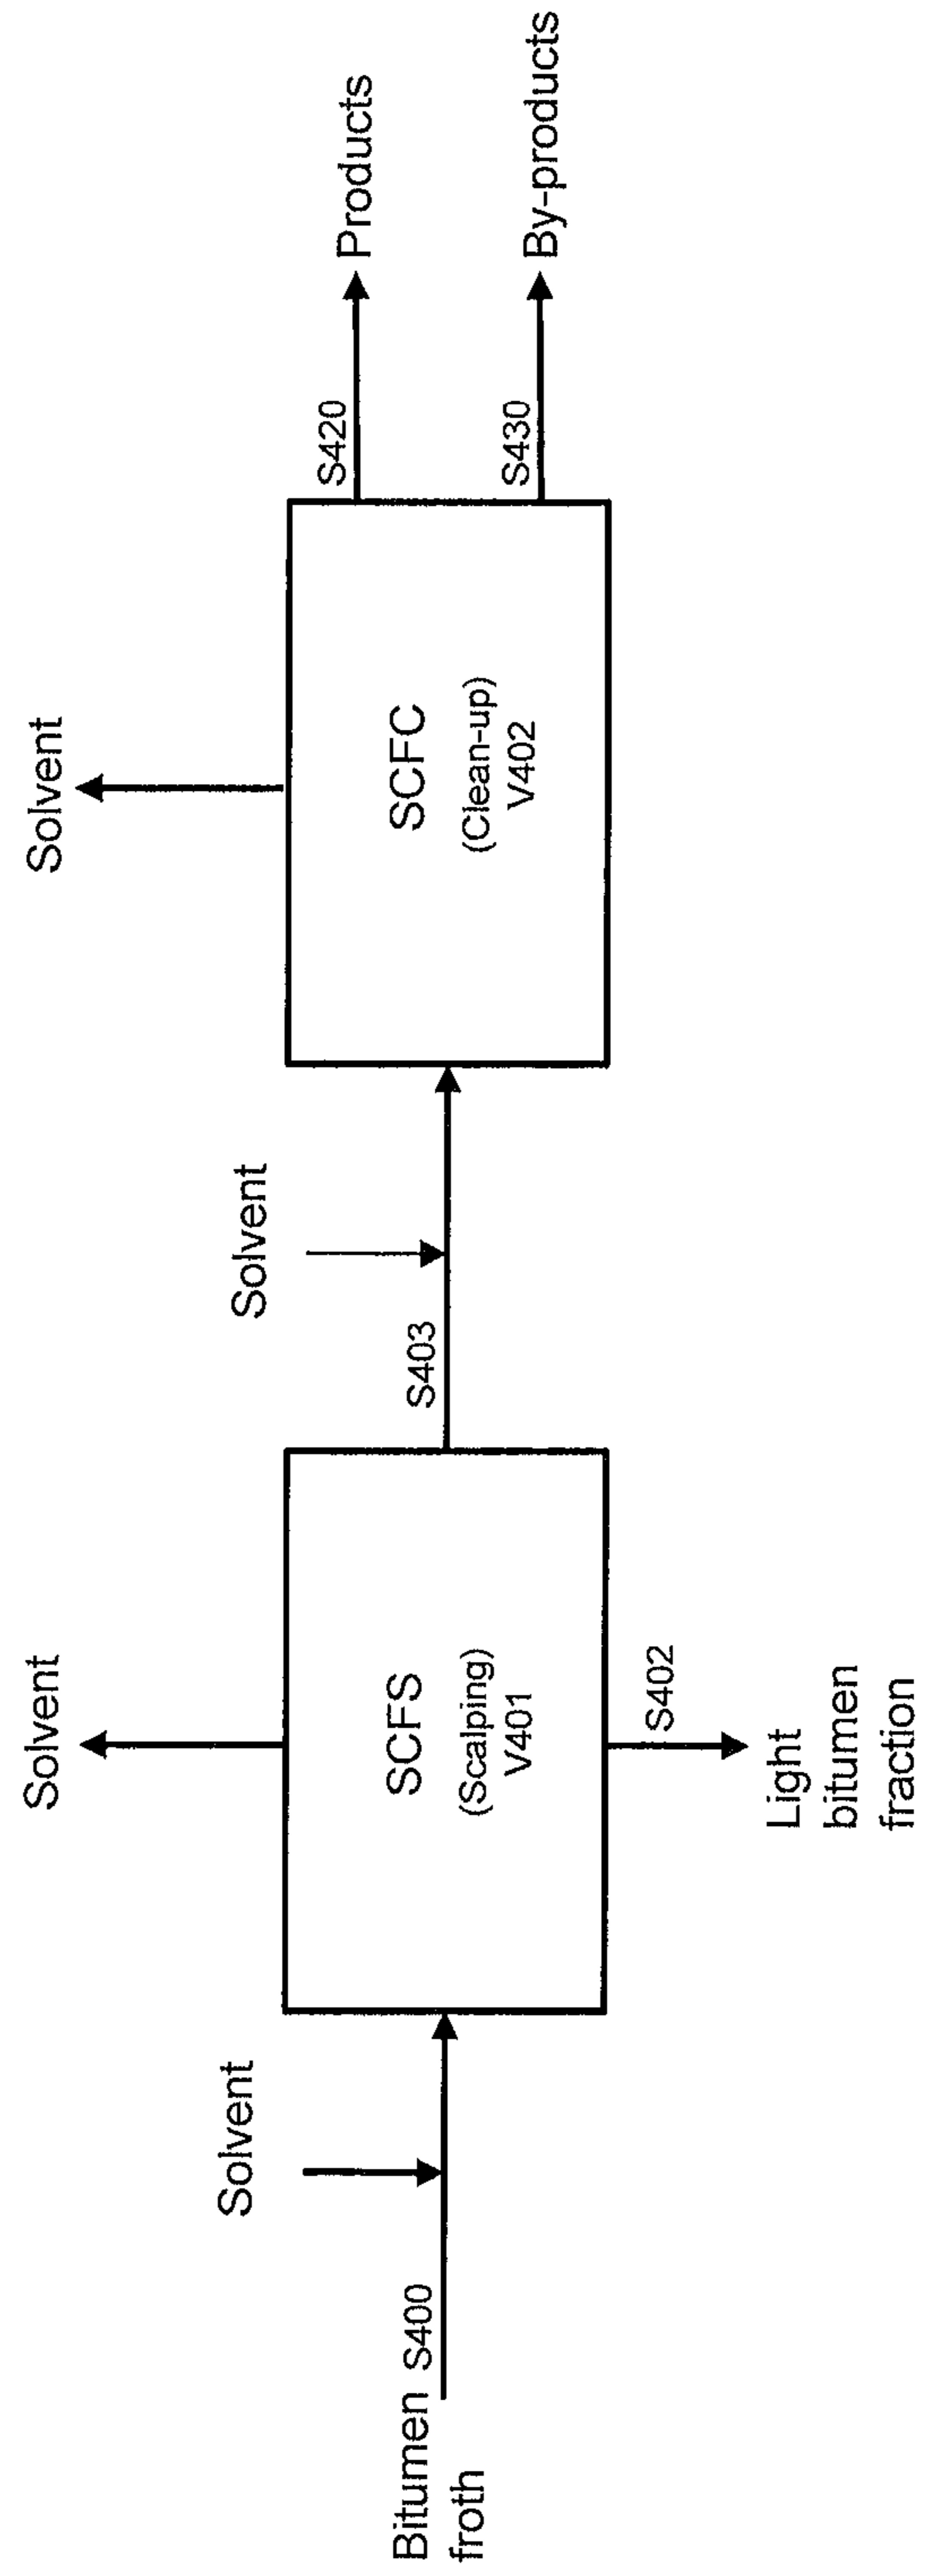 Bitumen
froth
S400
Solvent
Solvent
SCFS
(Scalping)
V401
S402
Light
bitumen
fraction
S403
Solvent
Solvent
SCFC
(Clean-up)
V402
S420
Products
S430
By-products